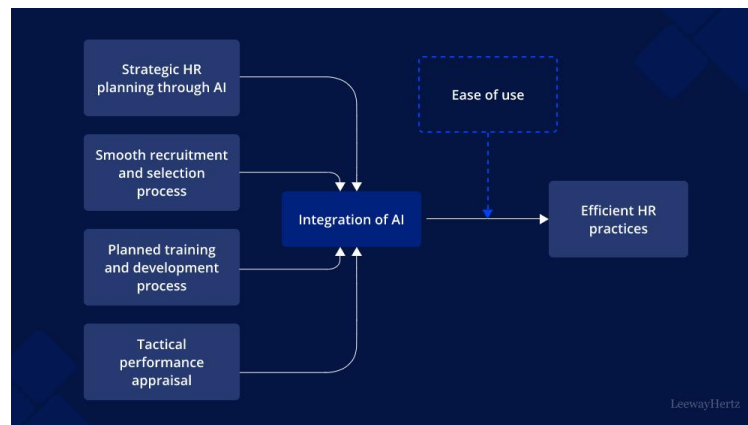 Strategic HR
planning through AI
Ease of use
Smooth recruitment
and selection
process
Integration of AI
Efficient HR
practices
Planned training
and development
process
Tactical
performance
appraisal
LeewayHertz